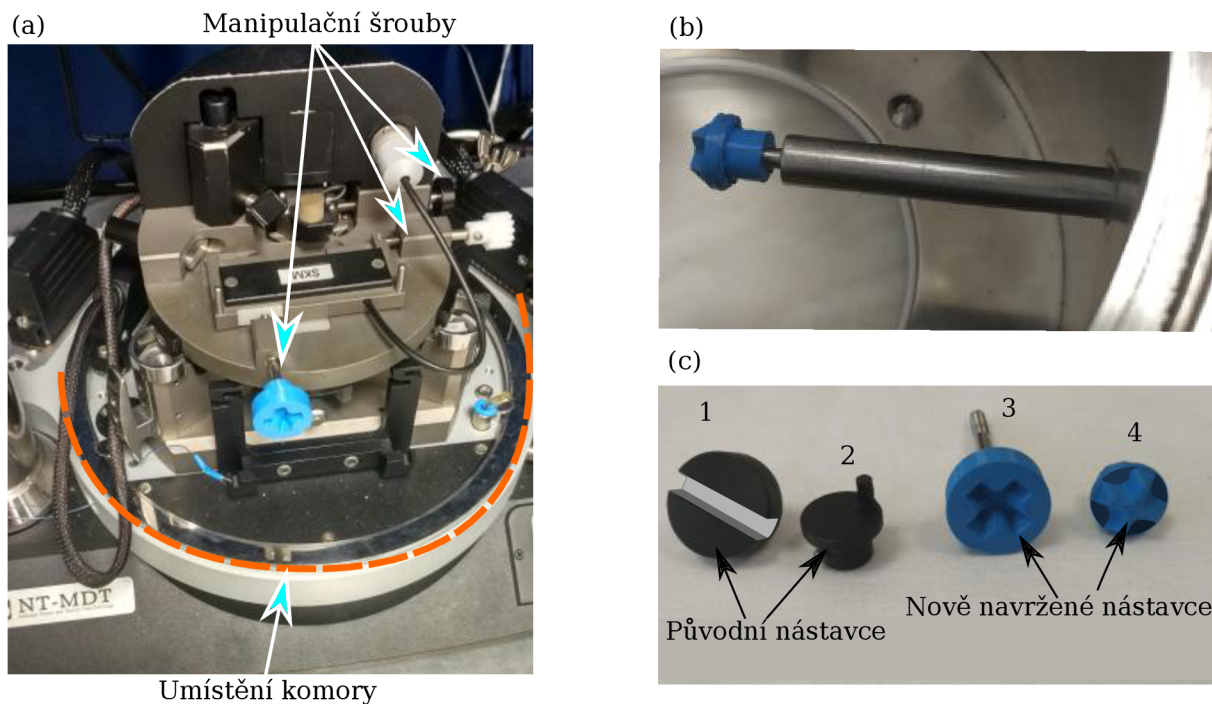 (a)
Manipulační šrouby
SKM
NT-MDT
Umístění komory
(b)
(c)
1
2
3
4
Původní nástavce
Nově navržené nástavce